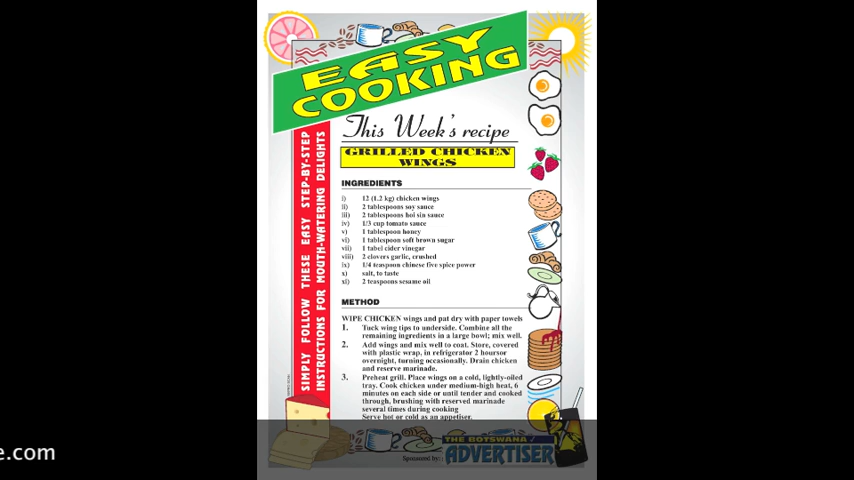 EASY
COOKING
This Week's recipe
GRILLED CHICKEN
WINGS
SIMPLY FOLLOW THESE EASY STEP-BY-STEP
INSTRUCTIONS FOR MOUTH-WATERING DELIGHTS
INGREDIENTS
i) 12 (1.2 kg) chicken wings
ii) 2 tablespoons soy sauce
iii) 2 tablespoons hoi sin sauce
iv) 1/3 cup tomato sauce
v) 1 tablespoon honey
vi) 1 tablespoon soft brown sugar
vii) 1 tabel cider vinegar
viii) 2 clovers garlic, crushed
ix) 1/4 teaspoon chinese five spice power
x) salt, to taste
xi) 2 teaspoons sesame oil
METHOD
WIPE CHICKEN wings and pat dry with paper towels
1. Tuck wing tips to underside. Combine all the
remaining ingredients in a large bowl; mix well.
2. Add wings and mix well to coat. Store, covered
with plastic wrap, in refrigerator 2 hoursor
overnight, turning occasionally. Drain chicken
and reserve marinade.
3. Preheat grill. Place wings on a cold, lightly-oiled
tray. Cook chicken under medium-high heat, 6
minutes on each side or until tender and cooked
through, brushing with reserved marinade
several times during cooking
Serve hot or cold as an appetiser.
Sponsored by:
THE BOTSWANA
ADVERTISER
e.com